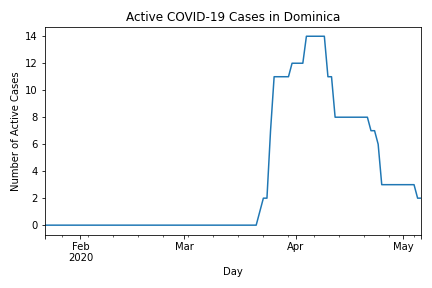 Active COVID-19 Cases in Dominica
Number of Active Cases
14
12
10
8
6
4
2
0
Feb
2020
Mar
Apr
May
Day